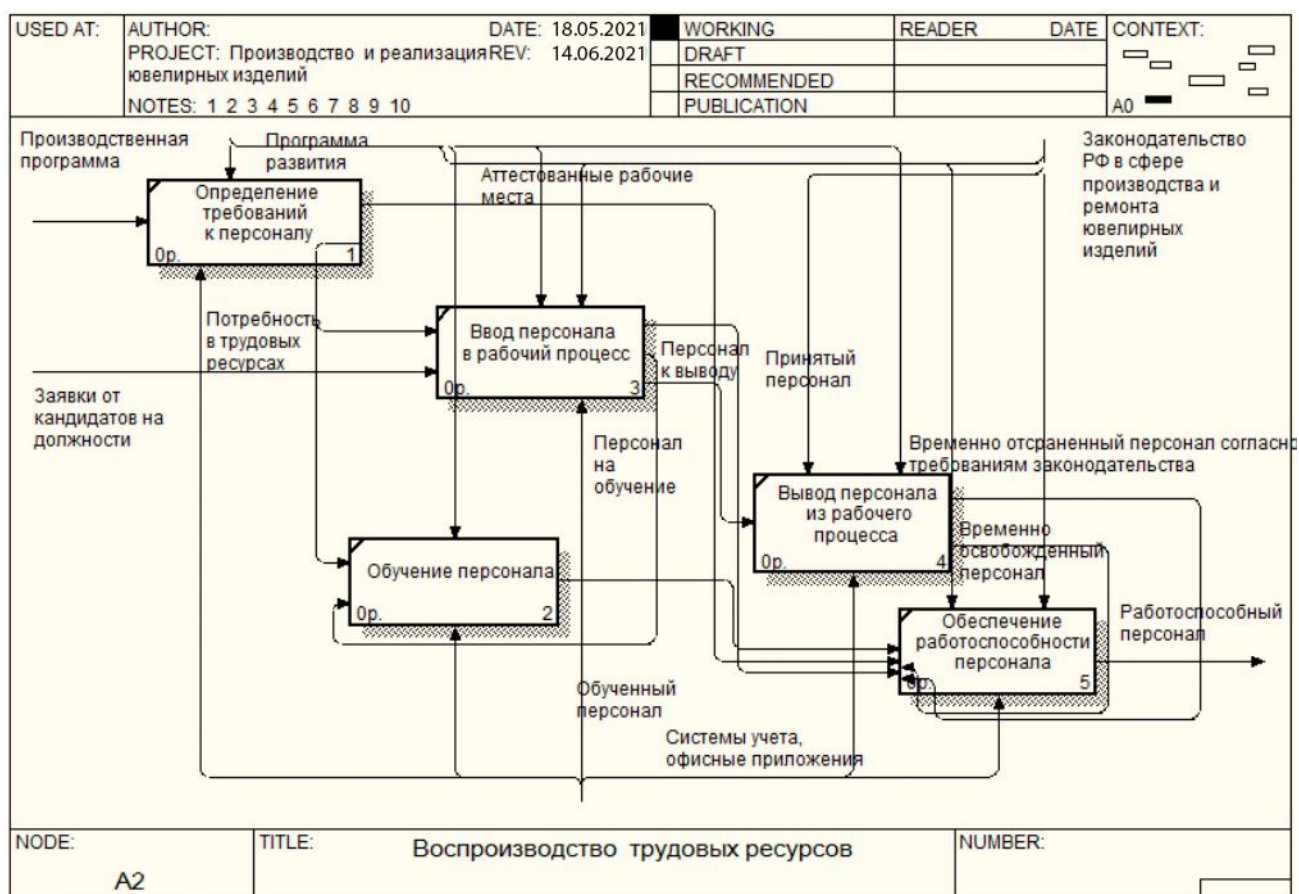 USED AT:
AUTHOR:
DATE: 18.05.2021
PROJECT: Производство и реализация
REV: 14.06.2021
ювелирных изделий
NOTES: 1 2 3 4 5 6 7 8 9 10
WORKING
DRAFT
RECOMMENDED
PUBLICATION
READER
DATE
CONTEXT:
A0
Производственная
программа
Программа
развития
Аттестованные рабочие
места
Законодательство
РФ в сфере
производства и
ремонта
ювелирных
изделий
Определение
требований
к персоналу
0р.
1
Потребность
в трудовых
ресурсах
Ввод персонала
в рабочий процесс
0р.
3
Персонал
к выводу
Принятый
персонал
Заявки от
кандидатов на
должности
Персонал
на
обучение
Временно отсраненный персонал согласно
требованиям законодательства
Вывод персонала
из рабочего
процесса
0р.
4
Временно
освобожденный
персонал
Обучение персонала
0р.
2
Обеспечение
работоспособности
персонала
0р.
5
Работоспособный
персонал
Обученный
персонал
Системы учета,
офисные приложения
NODE:
A2
TITLE:
Воспроизводство трудовых ресурсов
NUMBER: